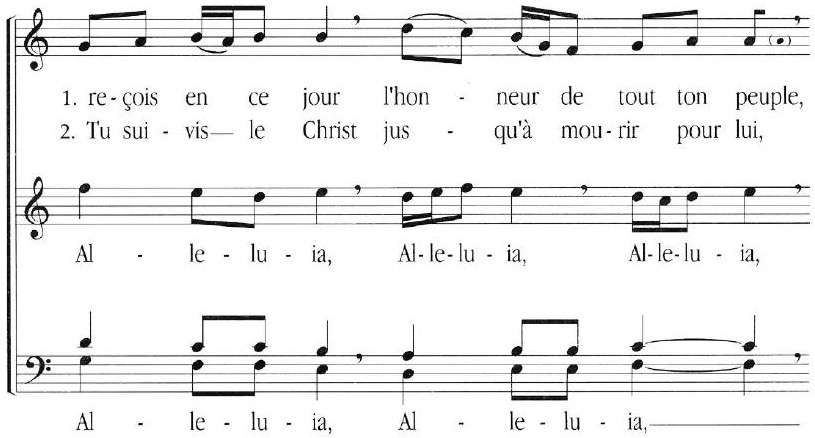 1. re-çois en ce jour l'hon - neur de tout ton peuple,
2. Tu sui - vis— le Christ jus - qu'à mou-rir pour lui,
Al - le - lu - ia, Al-le-lu - ia, Al-le-lu - ia,
Al - le - lu - ia, Al - le - lu - ia,